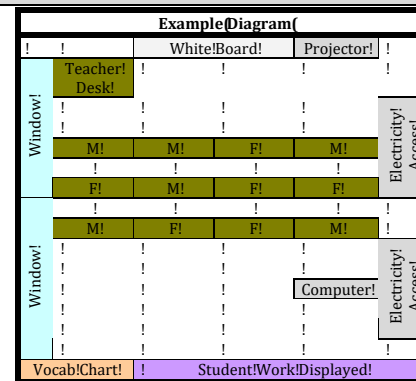 Example(Diagram(
! ! White!Board! Projector! !
Teacher! ! ! ! !
Desk!
! ! ! !
Window!
! ! ! !
Electricity!
Access!
M! M! F! M!
! ! ! !
F! M! F! F!
! ! ! ! !
M! F! F! M! !
Window!
! ! ! !
Electricity!
Access!
! ! ! !
! ! ! Computer!
! ! ! !
! ! ! !
! ! ! ! !
Vocab!Chart! ! Student!Work!Displayed!